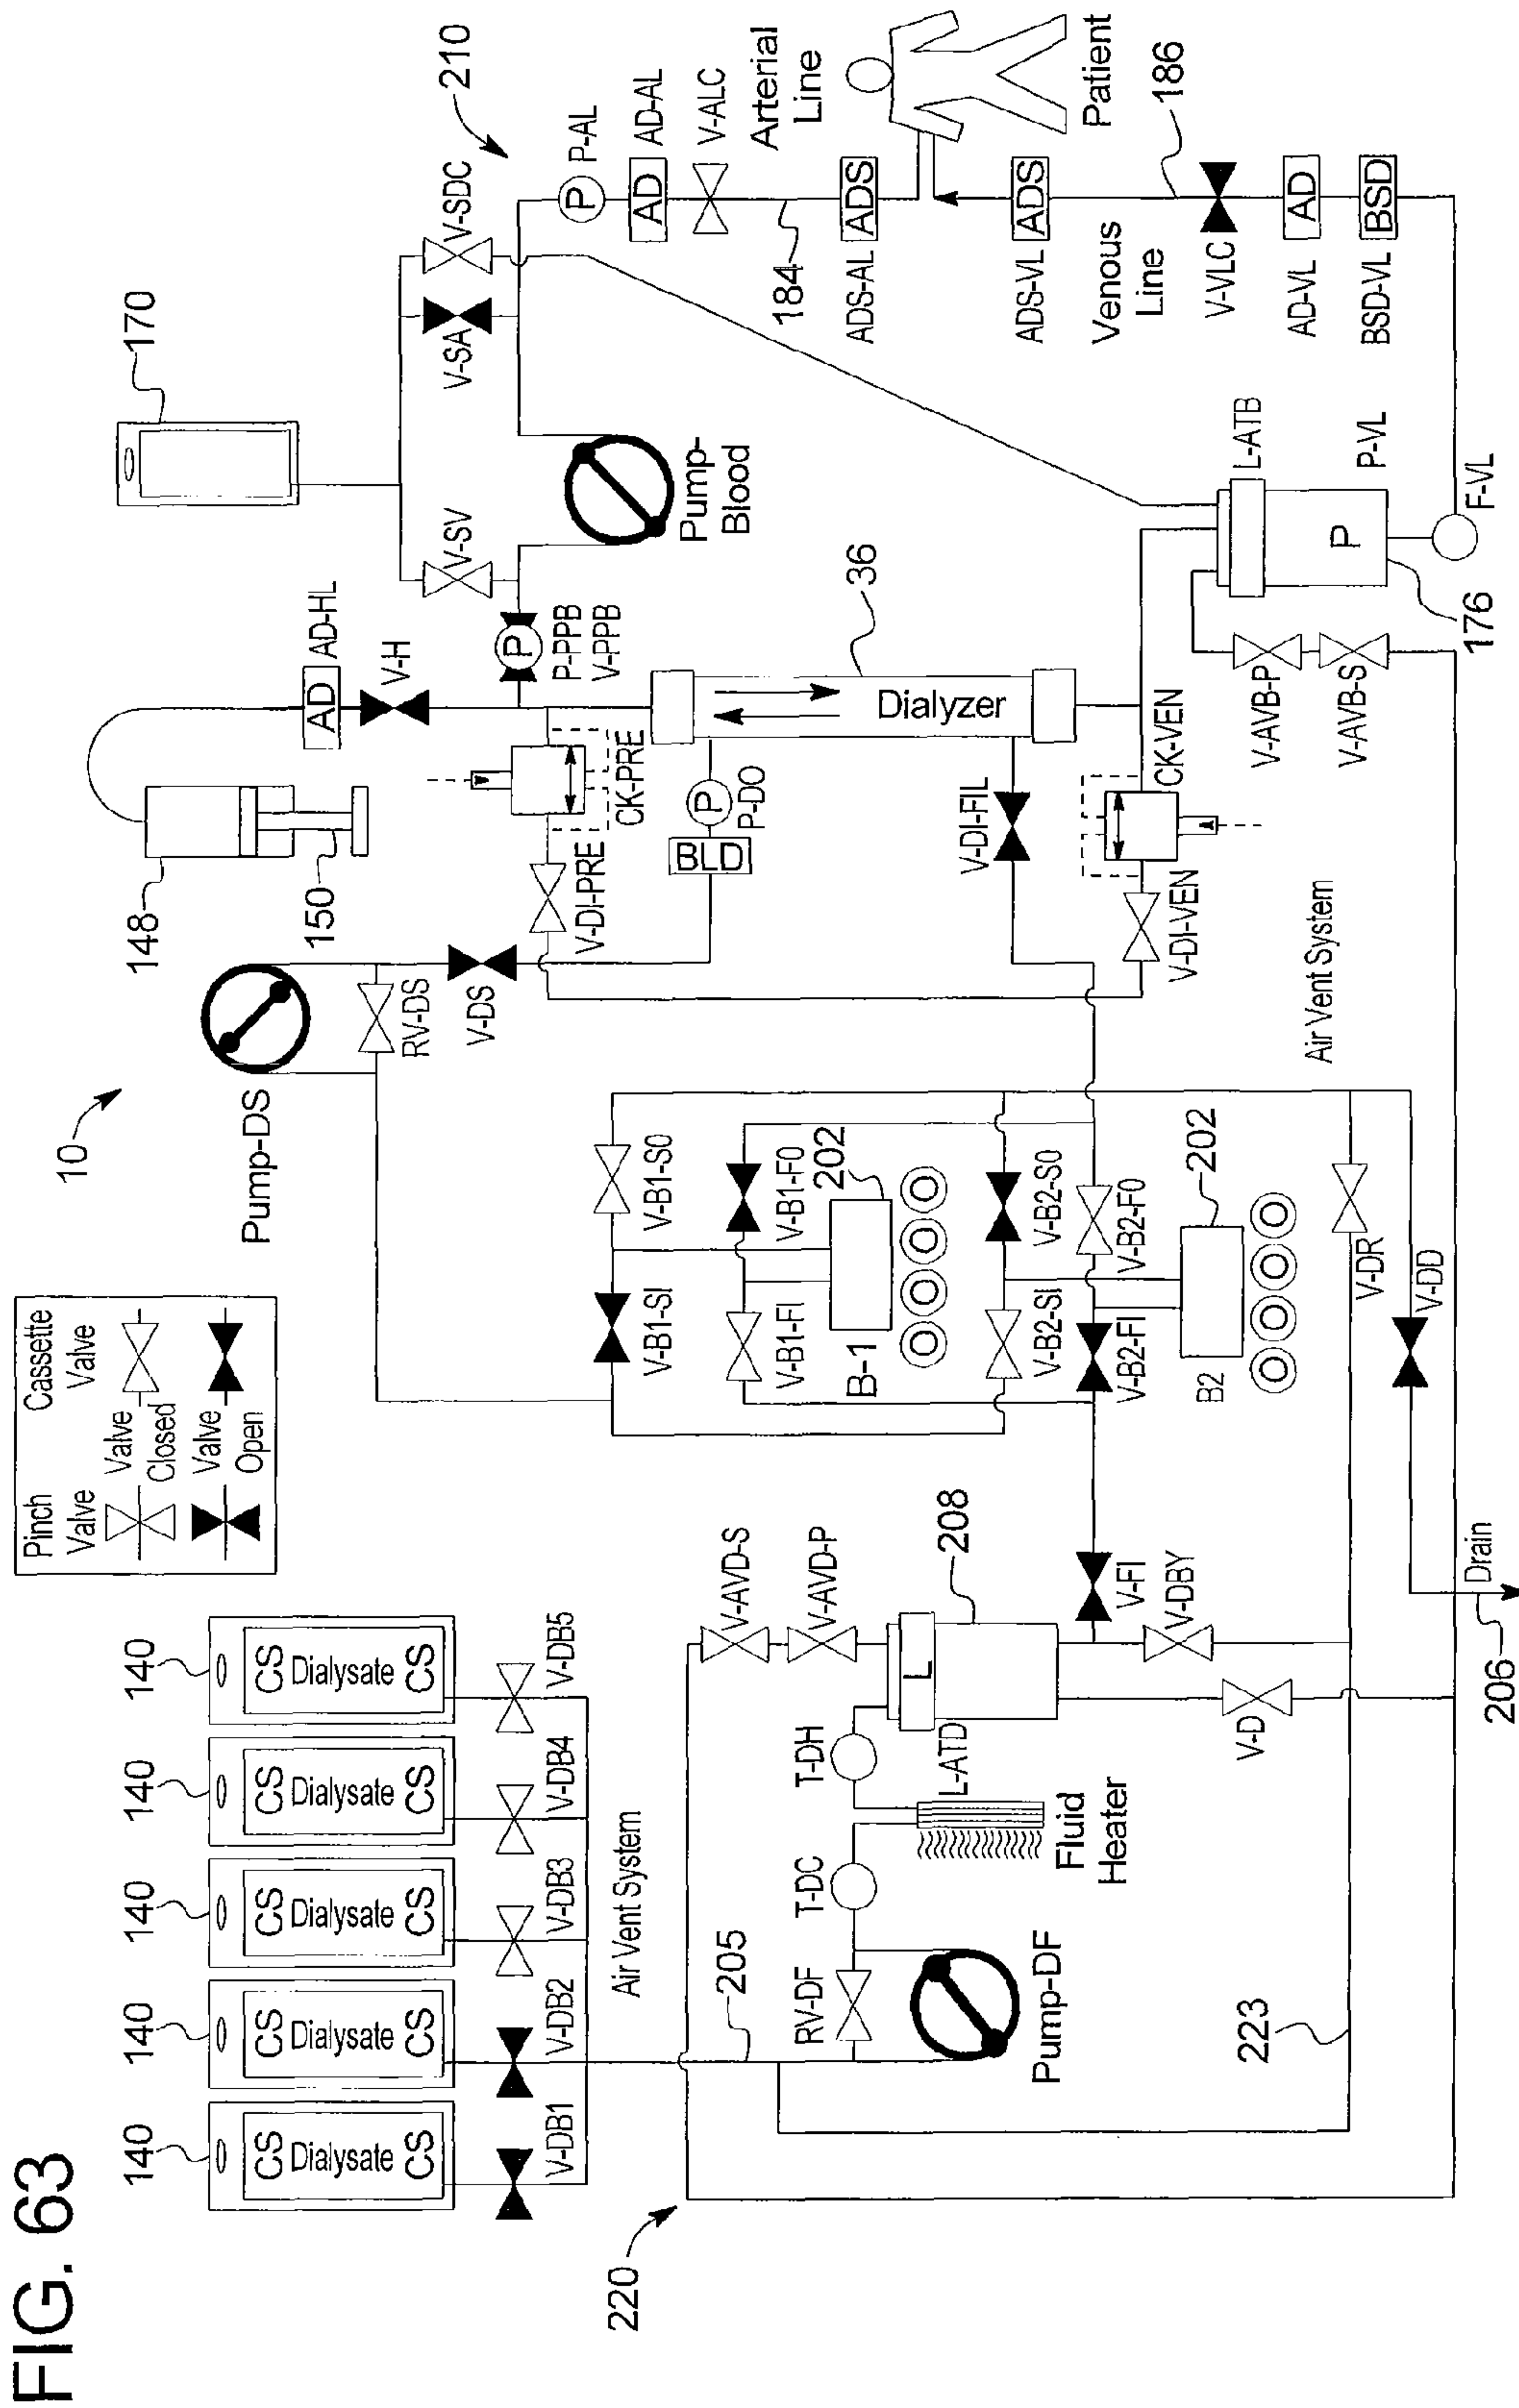 FIG. 63
10
Pinch
Valve
Cassette
Valve
Valve
Closed
Valve
Open
140
140
140
140
140
CS Dialysate CS
CS Dialysate CS
CS Dialysate CS
CS Dialysate CS
CS Dialysate CS
V-DB1
V-DB2
V-DB3
V-DB4
V-DB5
Air Vent System
220
205
RV-DF
Pump-DF
T-DC
T-DH
Fluid
Heater
L-ATD
L
208
V-AVD-S
V-AVD-P
V-FI
V-DBY
V-D
223
206
Drain
Pump-DS
RV-DS
V-DS
V-B1-SI
V-B1-S0
V-B1-FI
V-B1-F0
B-1
202
V-B2-SI
V-B2-S0
V-B2-FI
V-B2-F0
B2
202
V-DR
V-DD
Air Vent System
148
150
AD
AD-HL
V-H
V-DI-PRE
CK-PRE
BLD
P
P-DO
V-DI-FIL
V-DI-VEN
CK-VEN
Dialyzer
36
P
P-PPB
V-PPB
170
V-SV
V-SA
V-SDC
Pump-
Blood
210
P
P-AL
AD
AD-AL
V-ALC
184
Arterial
Line
ADS
ADS-AL
Patient
ADS
ADS-VL
Venous
Line
186
V-VLC
AD
AD-VL
BSD
BSD-VL
L-ATB
P
P-VL
F-VL
176
V-AVB-P
V-AVB-S